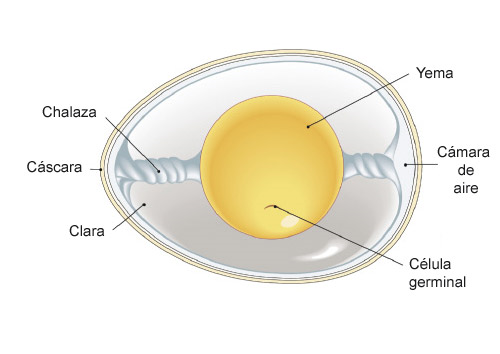 Yema
Chalaza
Cámara
de
aire
Cáscara
Clara
Célula
germinal